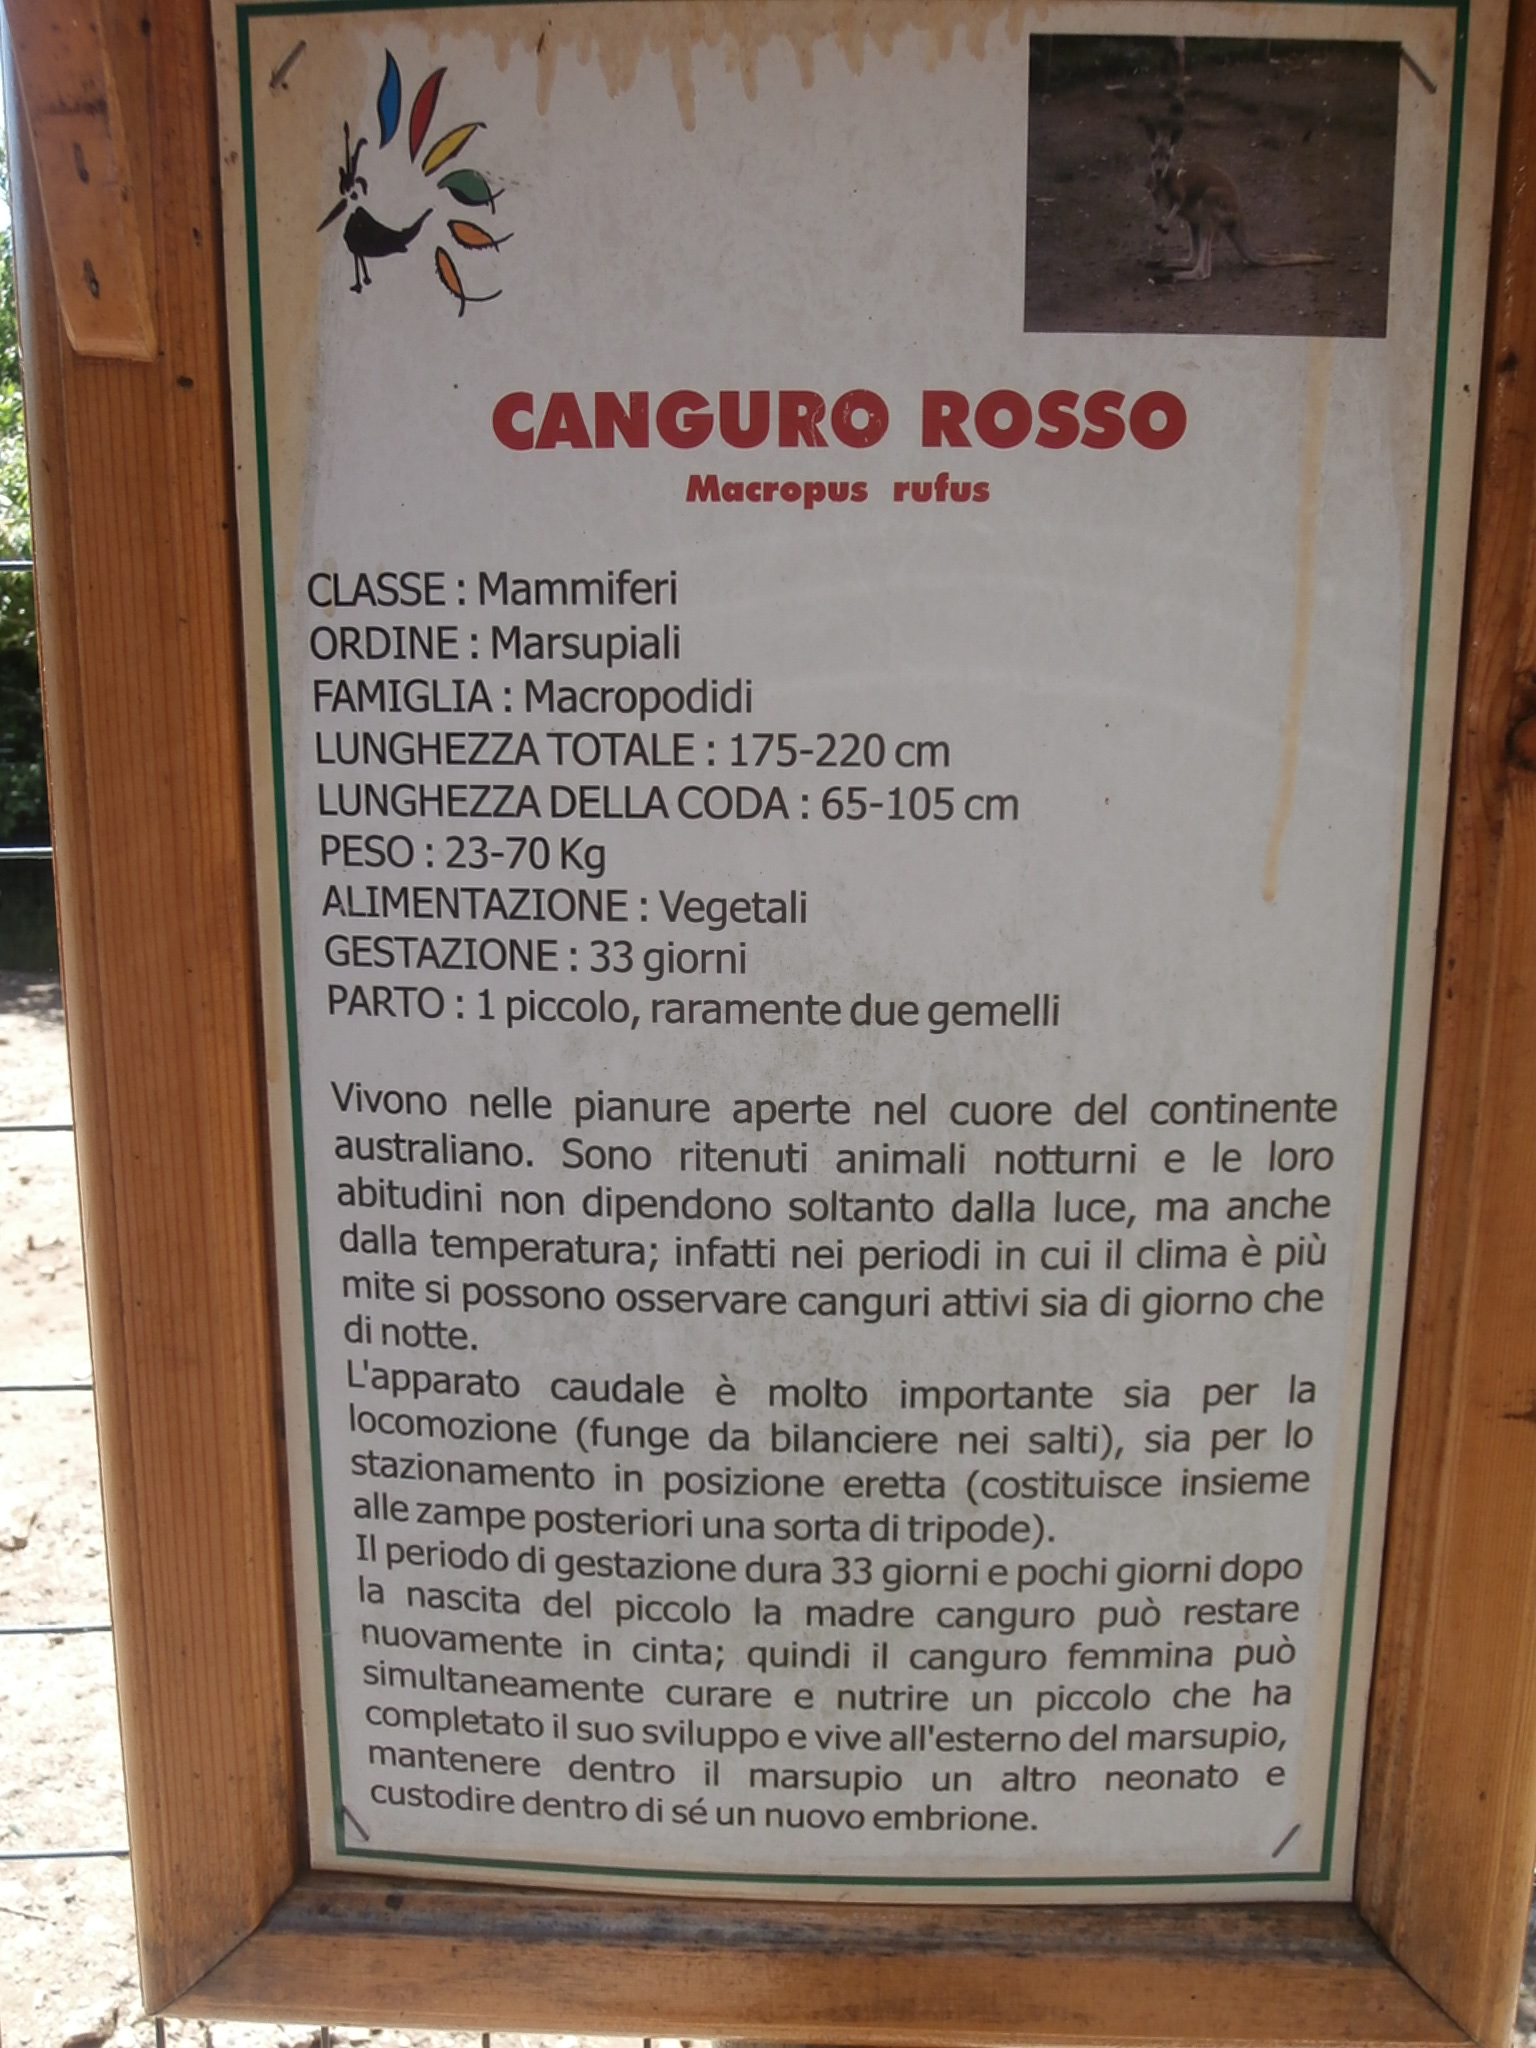 CANGURO ROSSO
Macropus rufus
CLASSE : Mammiferi
ORDINE : Marsupiali
FAMIGLIA : Macropodidi
LUNGHEZZA TOTALE : 175-220 cm
LUNGHEZZA DELLA CODA : 65-105 cm
PESO : 23-70 Kg
ALIMENTAZIONE : Vegetali
GESTAZIONE : 33 giorni
PARTO : 1 piccolo, raramente due gemelli
Vivono nelle pianure aperte nel cuore del continente
australiano. Sono ritenuti animali notturni e le loro
abitudini non dipendono soltanto dalla luce, ma anche
dalla temperatura; infatti nei periodi in cui il clima è più
mite si possono osservare canguri attivi sia di giorno che
di notte.
L'apparato caudale è molto importante sia per la
locomozione (funge da bilanciere nei salti), sia per lo
stazionamento in posizione eretta (costituisce insieme
alle zampe posteriori una sorta di tripode).
Il periodo di gestazione dura 33 giorni e pochi giorni dopo
la nascita del piccolo la madre canguro può restare
nuovamente in cinta; quindi il canguro femmina può
simultaneamente curare e nutrire un piccolo che ha
completato il suo sviluppo e vive all'esterno del marsupio,
mantenere dentro il marsupio un altro neonato e
custodire dentro di sé un nuovo embrione.